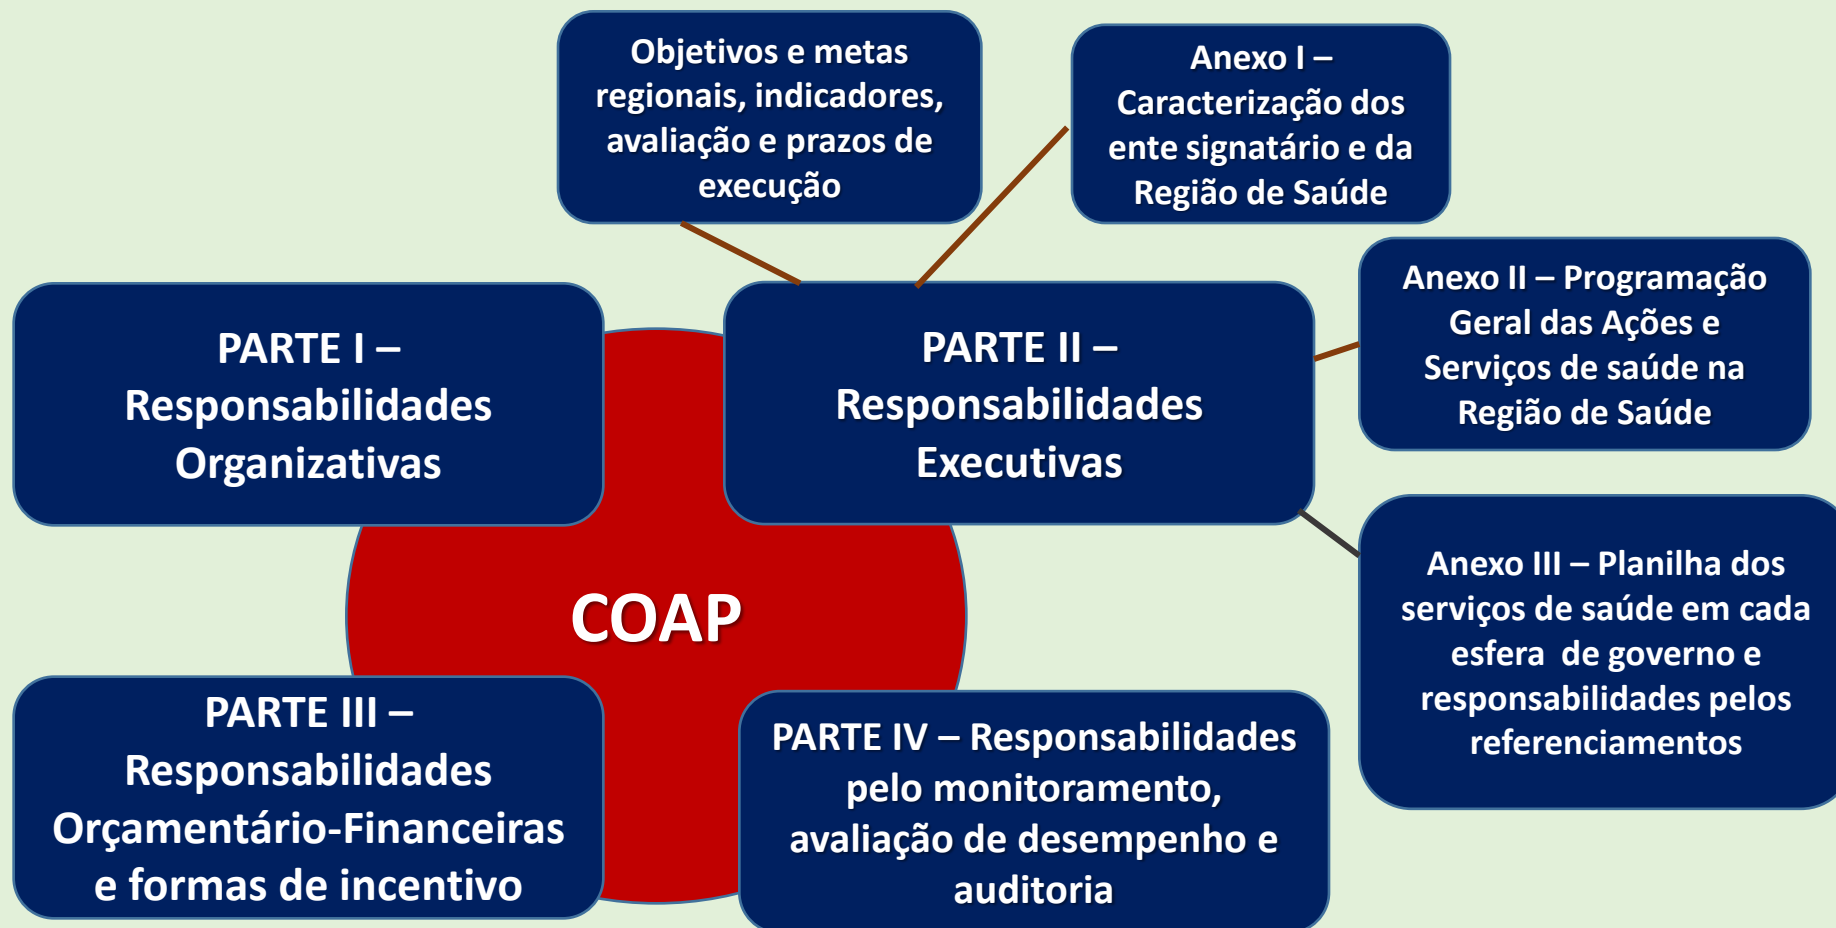 Objetivos e metas
regionais, indicadores,
avaliação e prazos de
execução
Anexo I –
Caracterização dos
ente signatário e da
Região de Saúde
PARTE I –
Responsabilidades
Organizativas
PARTE II –
Responsabilidades
Executivas
Anexo II – Programação
Geral das Ações e
Serviços de saúde na
Região de Saúde
COAP
Anexo III – Planilha dos
serviços de saúde em cada
esfera  de governo e
responsabilidades pelos
referenciamentos
PARTE III –
Responsabilidades
Orçamentário-Financeiras
e formas de incentivo
PARTE IV – Responsabilidades
pelo monitoramento,
avaliação de desempenho e
auditoria